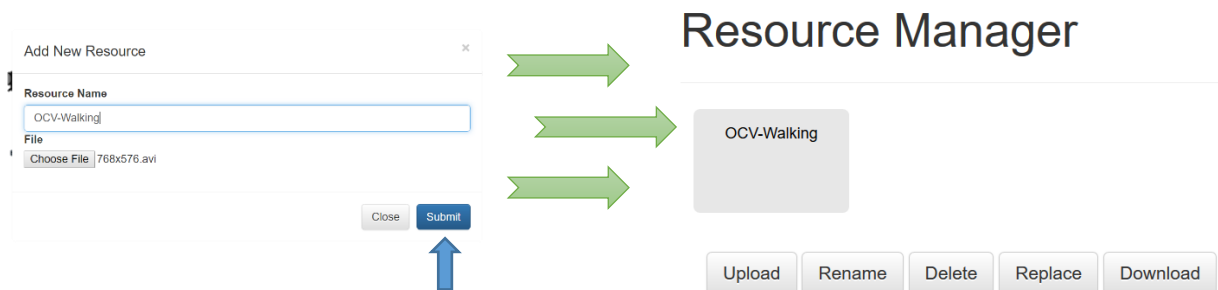 Add New Resource ×
Resource Name
OCV-Walking
File
Choose File 768x576.avi
Close Submit
Resource Manager
OCV-Walking
Upload Rename Delete Replace Download